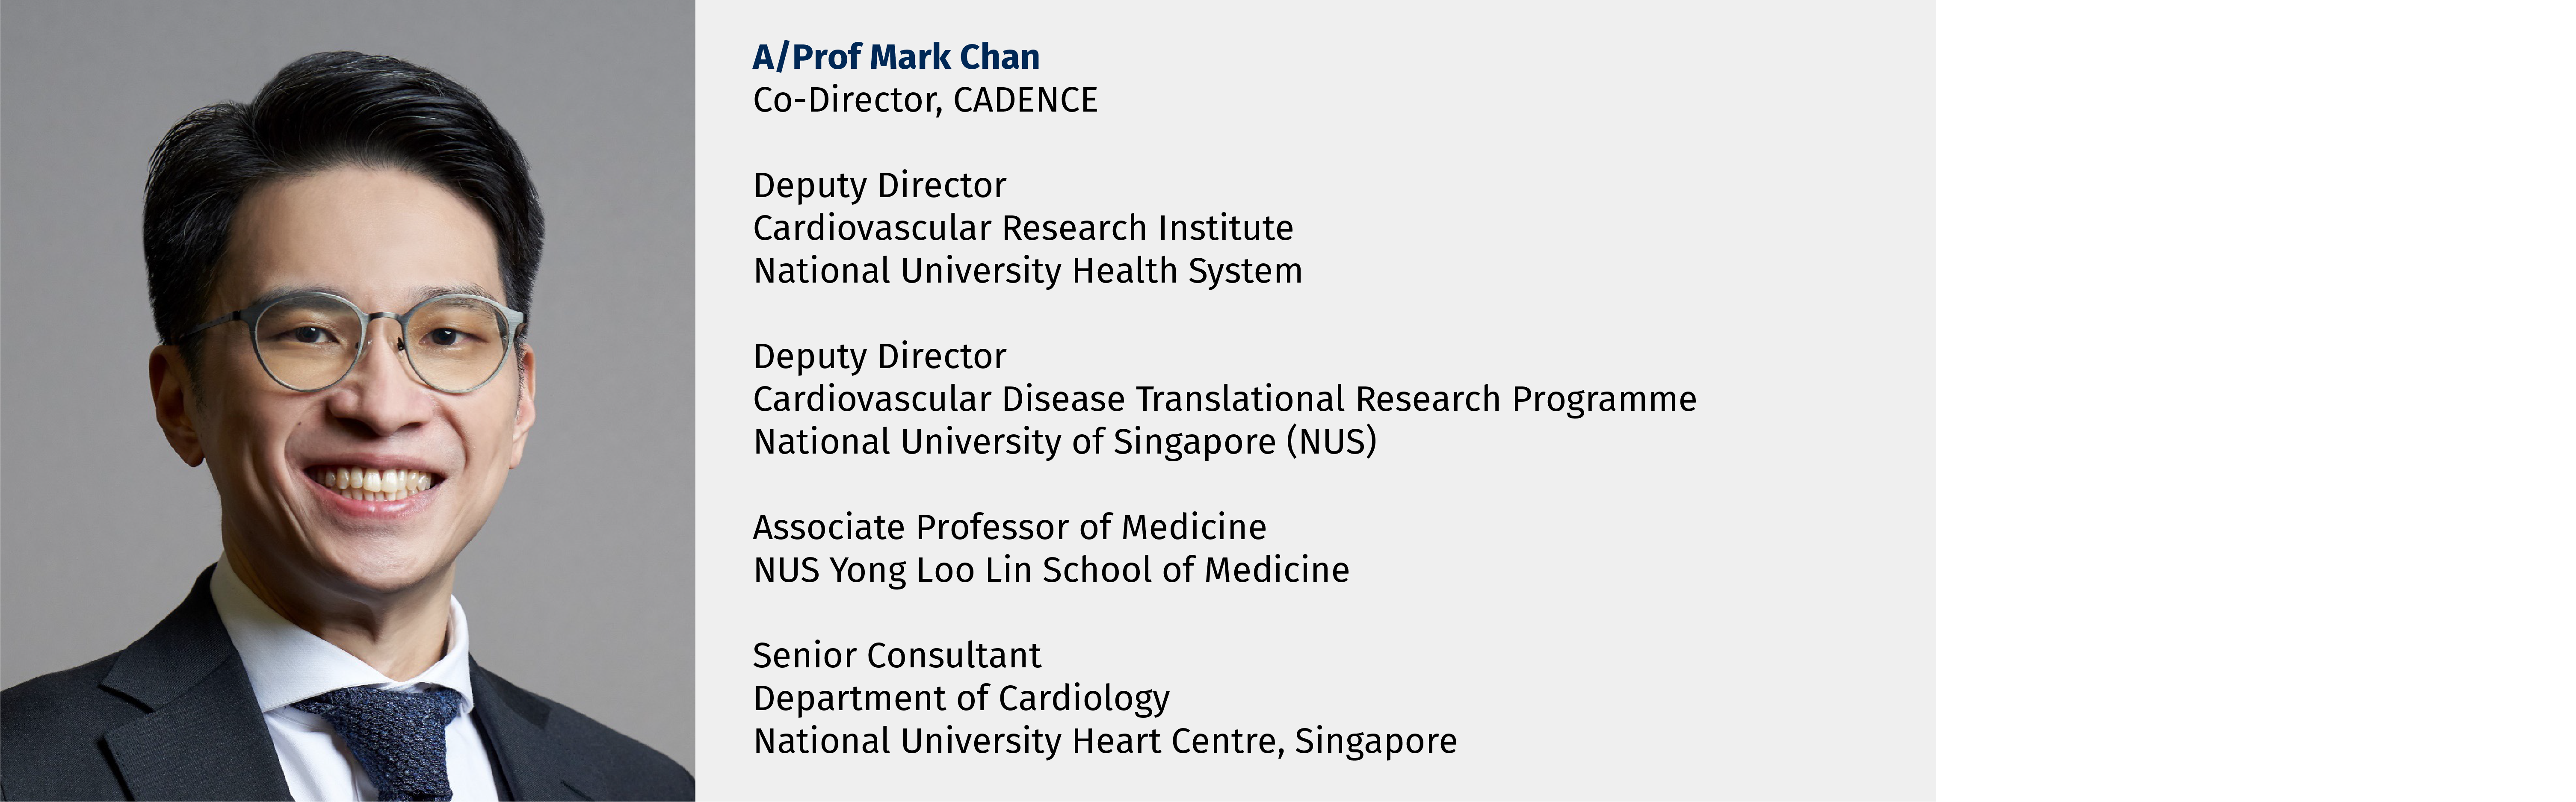 A/Prof Mark Chan
Co-Director, CADENCE
Deputy Director
Cardiovascular Research Institute
National University Health System
Deputy Director
Cardiovascular Disease Translational Research Programme
National University of Singapore (NUS)
Associate Professor of Medicine
NUS Yong Loo Lin School of Medicine
Senior Consultant
Department of Cardiology
National University Heart Centre, Singapore